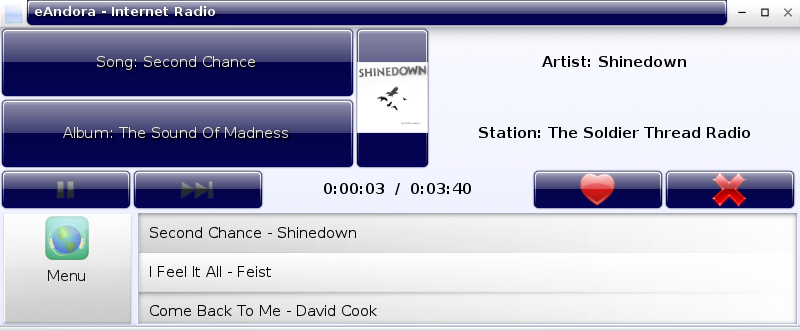 eAndora - Internet Radio
Song: Second Chance
SHINEDOWN
Artist: Shinedown
Album: The Sound Of Madness
Station: The Soldier Thread Radio
0:00:03 / 0:03:40
Menu
Second Chance - Shinedown
I Feel It All - Feist
Come Back To Me - David Cook